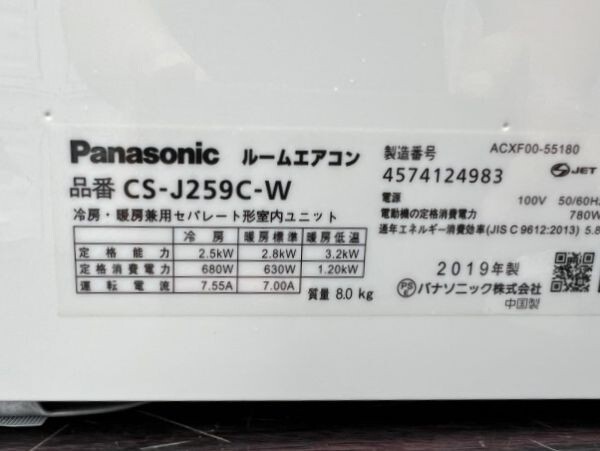 Panasonic ルームエアコン
品番 CS-J259C-W
冷房・暖房兼用セパレート形室内ユニット
冷房 暖房標準 暖房低温
定格能力 2.5kW 2.8kW 3.2kW
定格消費電力 680W 630W 1.20kW
運転電流 7.55A 7.00A
質量 8.0 kg
ACXF00-55180
製造番号
4574124983
JET
電源 100V 50/60Hz
電動機の定格消費電力 780W
通年エネルギー消費効率(JIS C 9612:2013) 5.8
2019年製
PS E パナソニック株式会社
中国製